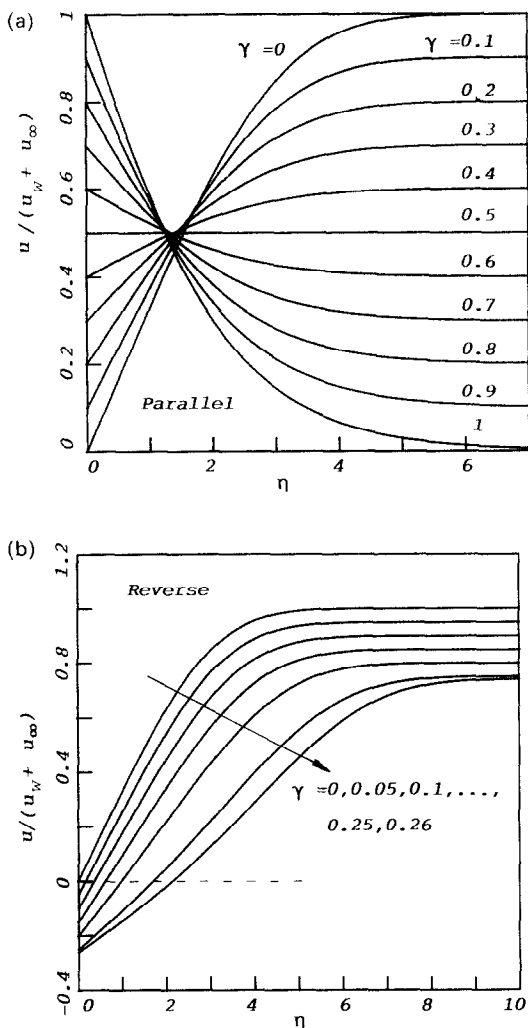 (a)
1
0.8
0.6
0.4
0.2
0
u / (u_w + u_∞)
γ =0
γ =0.1
0.2
0.3
0.4
0.5
0.6
0.7
0.8
0.9
1
Parallel
0 2 4 6
η
(b)
1.2
0.8
0.4
0
-0.4
u/(u_w + u_∞)
Reverse
γ =0,0.05,0.1,...,
0.25,0.26
0 2 4 6 8 10
η